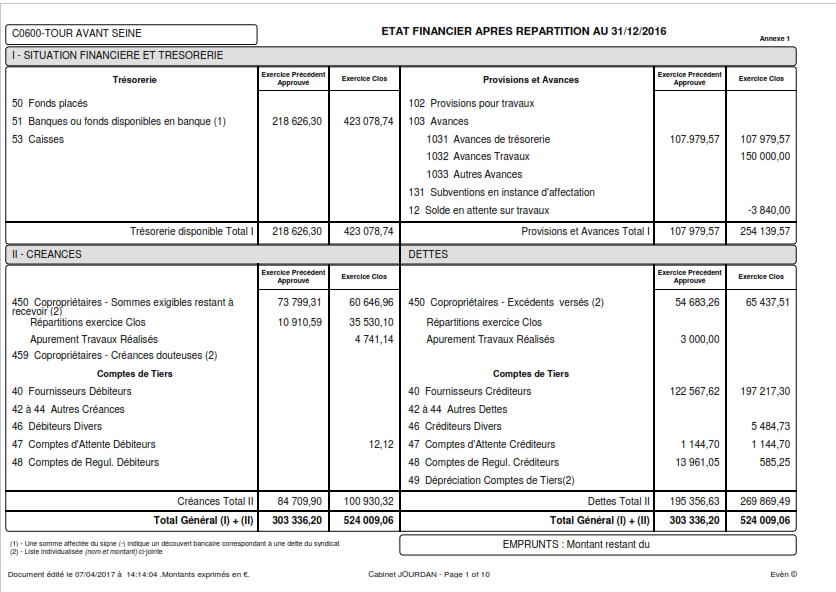 C0600-TOUR AVANT SEINE
ETAT FINANCIER APRES REPARTITION AU 31/12/2016
Annexe 1
I - SITUATION FINANCIERE ET TRESORERIE
Trésorerie Exercice Précédent Approuvé Exercice Clos Provisions et Avances Exercice Précédent Approuvé Exercice Clos
50 Fonds placés 102 Provisions pour travaux
51 Banques ou fonds disponibles en banque (1) 218 626,30 423 078,74 103 Avances
53 Caisses 1031 Avances de trésorerie 107.979,57 107 979,57
1032 Avances Travaux 150 000,00
1033 Autres Avances
131 Subventions en instance d'affectation
12 Solde en attente sur travaux -3 840,00
Trésorerie disponible Total I 218 626,30 423 078,74 Provisions et Avances Total I 107 979,57 254 139,57
II - CREANCES DETTES
Exercice Précédent Approuvé Exercice Clos Exercice Précédent Approuvé Exercice Clos
450 Copropriétaires - Sommes exigibles restant à 73 799,31 60 646,96 450 Copropriétaires - Excédents versés (2) 54 683,26 65 437,51
recevoir (2)
Répartitions exercice Clos 10 910,59 35 530,10 Répartitions exercice Clos
Apurement Travaux Réalisés 4 741,14 Apurement Travaux Réalisés 3 000,00
459 Copropriétaires - Créances douteuses (2)
Comptes de Tiers Comptes de Tiers
40 Fournisseurs Débiteurs 40 Fournisseurs Créditeurs 122 567,62 197 217,30
42 à 44 Autres Créances 42 à 44 Autres Dettes
46 Débiteurs Divers 46 Créditeurs Divers 5 484,73
47 Comptes d'Attente Débiteurs 12,12 47 Comptes d'Attente Créditeurs 1 144,70 1 144,70
48 Comptes de Regul. Débiteurs 48 Comptes de Regul. Créditeurs 13 961,05 585,25
49 Dépréciation Comptes de Tiers(2)
Créances Total II 84 709,90 100 930,32 Dettes Total II 195 356,63 269 869,49
Total Général (I) + (II) 303 336,20 524 009,06 Total Général (I) + (II) 303 336,20 524 009,06
(1) - Une somme affectée du signe (-) indique un découvert bancaire correspondant à une dette du syndicat
(2) - Liste individualisée (nom et montant) ci-jointe
EMPRUNTS : Montant restant du
Document édité le 07/04/2017 à 14:14:04 .Montants exprimés en €. Cabinet JOURDAN - Page 1 of 10 Evèn ©